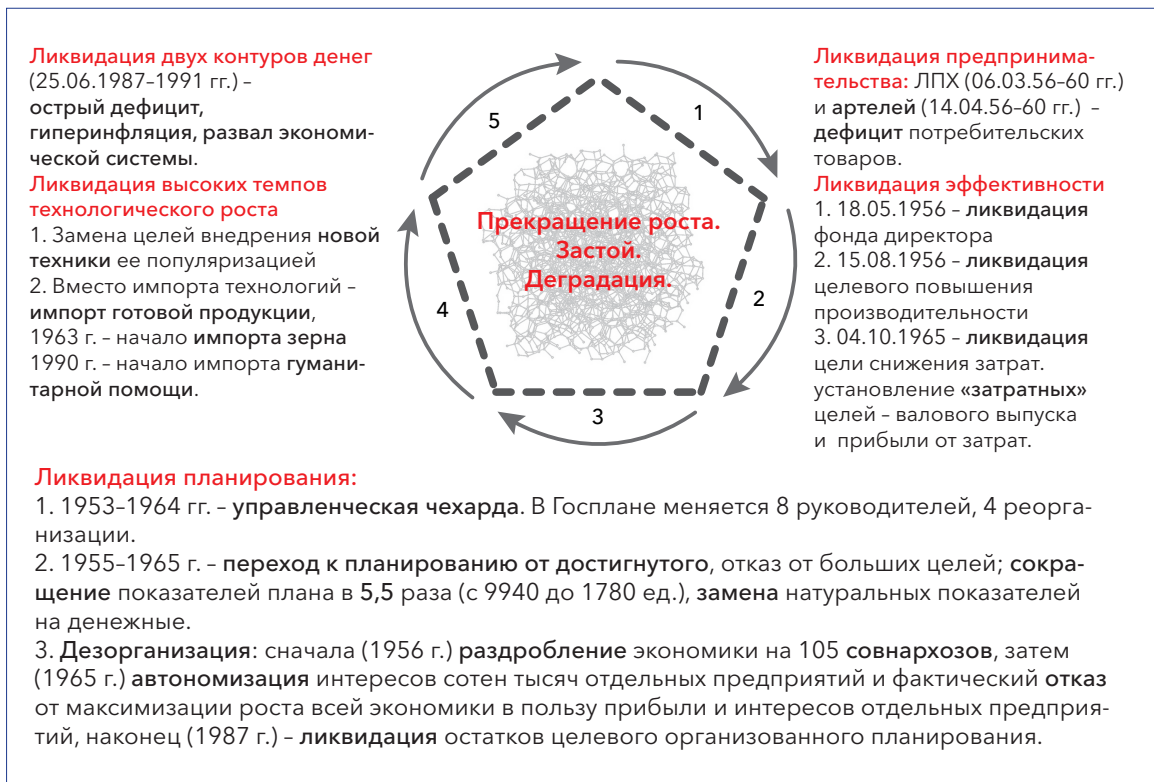 Ликвидация двух контуров денег
(25.06.1987–1991 гг.) –
острый дефицит,
гиперинфляция, развал экономи-
ческой системы.
Ликвидация высоких темпов
технологического роста
1. Замена целей внедрения новой
техники ее популяризацией
2. Вместо импорта технологий –
импорт готовой продукции,
1963 г. – начало импорта зерна
1990 г. – начало импорта гумани-
тарной помощи.
5
1
4
2
3
Прекращение роста.
Застой.
Деградация.
Ликвидация предпринима-
тельства: ЛПХ (06.03.56–60 гг.)
и артелей (14.04.56–60 гг.) –
дефицит потребительских
товаров.
Ликвидация эффективности
1. 18.05.1956 – ликвидация
фонда директора
2. 15.08.1956 – ликвидация
целевого повышения
производительности
3. 04.10.1965 – ликвидация
цели снижения затрат.
установление «затратных»
целей – валового выпуска
и прибыли от затрат.
Ликвидация планирования:
1. 1953–1964 гг. – управленческая чехарда. В Госплане меняется 8 руководителей, 4 реорга-
низации.
2. 1955–1965 г. – переход к планированию от достигнутого, отказ от больших целей; сокра-
щение показателей плана в 5,5 раза (с 9940 до 1780 ед.), замена натуральных показателей
на денежные.
3. Дезорганизация: сначала (1956 г.) раздробление экономики на 105 совнархозов, затем
(1965 г.) автономизация интересов сотен тысяч отдельных предприятий и фактический отказ
от максимизации роста всей экономики в пользу прибыли и интересов отдельных предприя-
тий, наконец (1987 г.) – ликвидация остатков целевого организованного планирования.